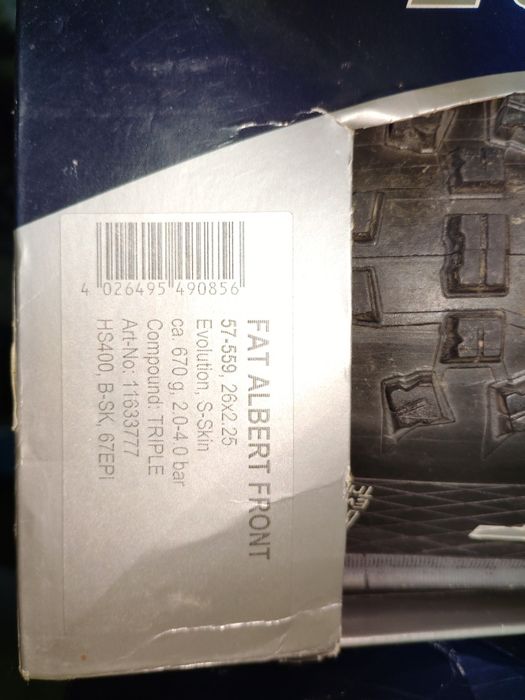 FAT ALBERT FRONT
57-559, 26x2.25
Evolution, S-Skin
ca. 670 g, 2.0-4.0 bar
Compound: TRIPLE
Art-No: 11633777
HS400, B-SK, 67EPI
4 026495 490856